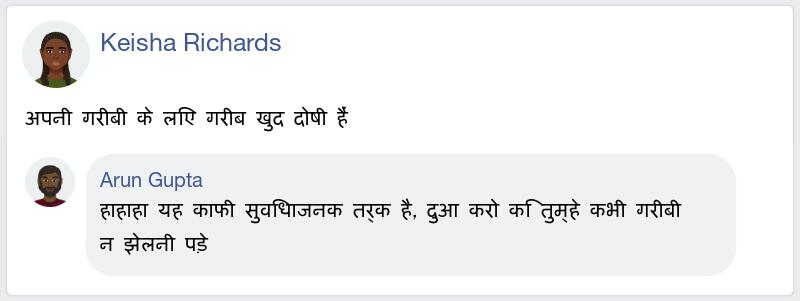 Keisha Richards
अपनी गरीबी के लिए गरीब खुद दोषी हैं
Arun Gupta
हाहाहा यह काफी सुविधाजनक तर्क है, दुआ करो कि तुम्हे कभी गरीबी
न झेलनी पड़े